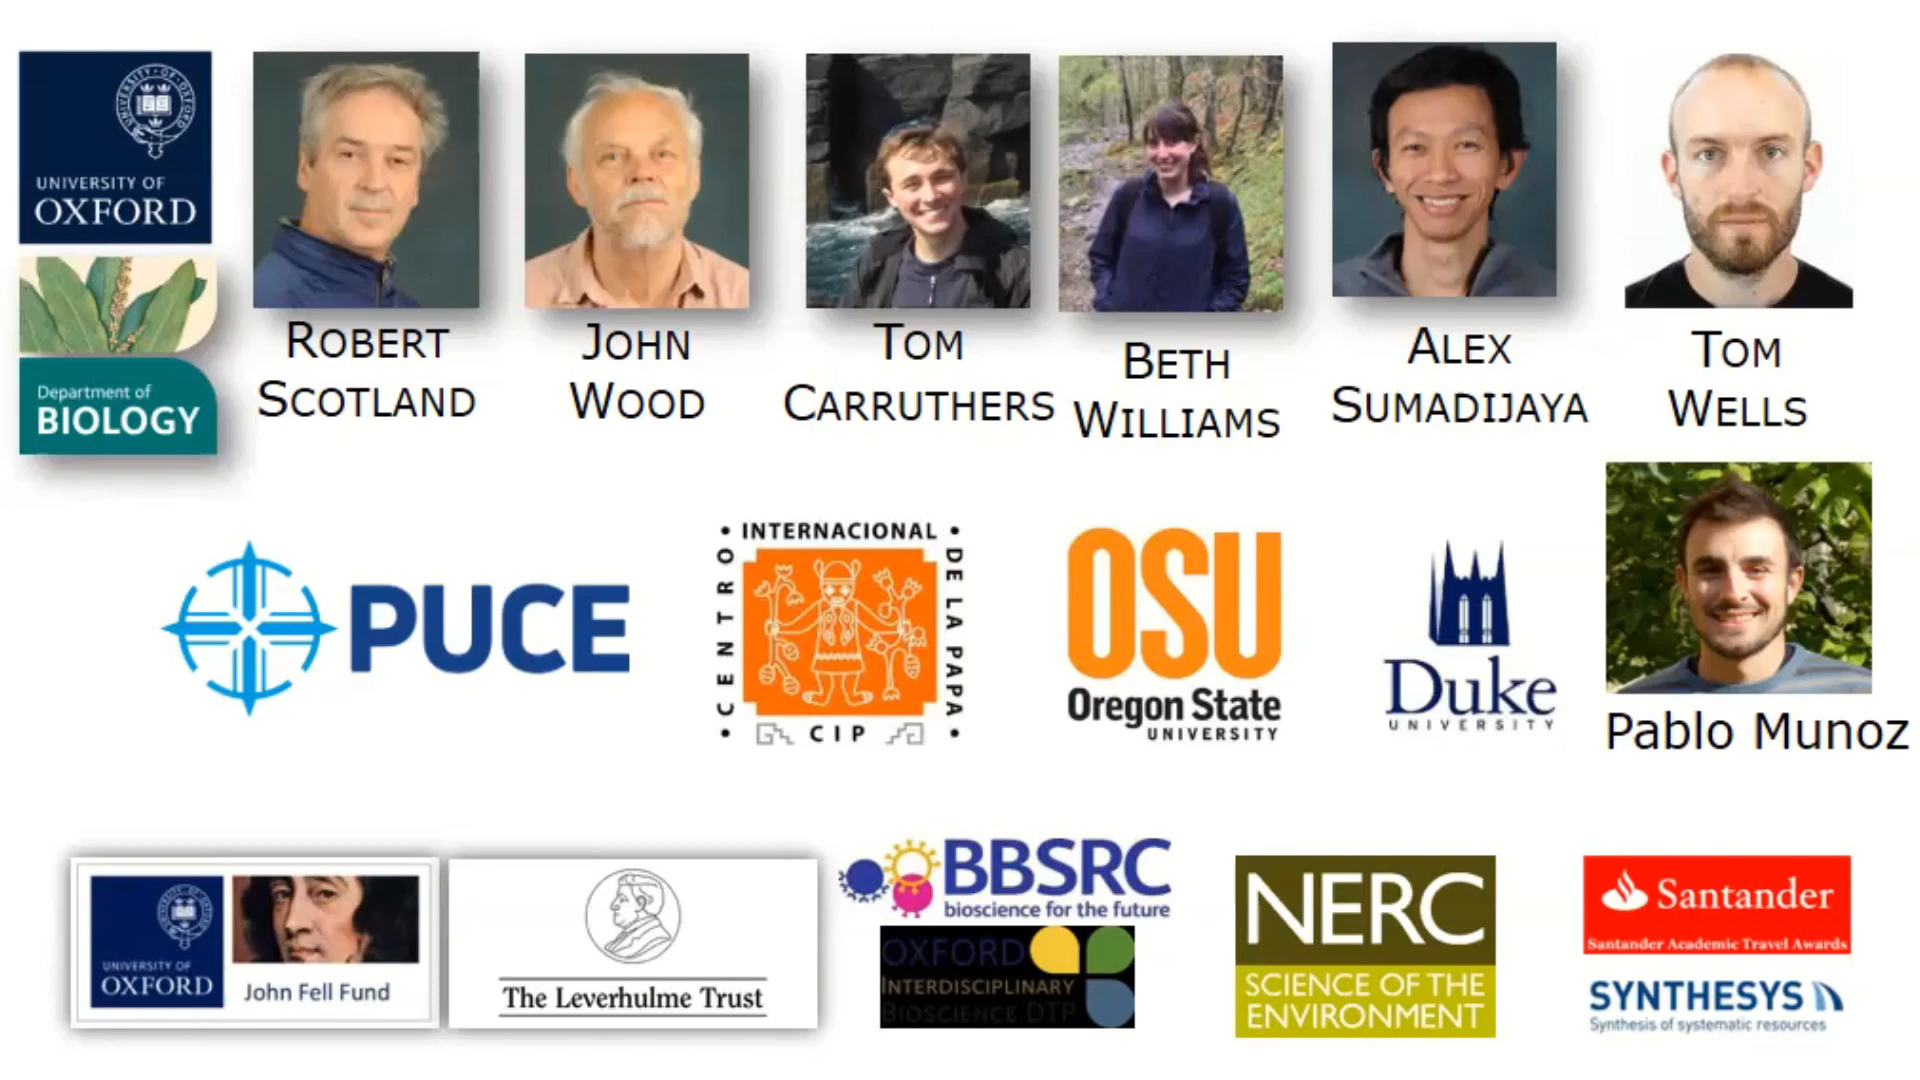 UNIVERSITY OF
OXFORD
Department of
BIOLOGY
ROBERT
SCOTLAND
JOHN
WOOD
TOM
CARRUTHERS
BETH
WILLIAMS
ALEX
SUMADIJAYA
TOM
WELLS
PUCE
CENTRO
INTERNACIONAL
DE LA PAPA
CIP
OSU
Oregon State
UNIVERSITY
Duke
UNIVERSITY
Pablo Munoz
UNIVERSITY OF
OXFORD
John Fell Fund
The Leverhulme Trust
BBSRC
bioscience for the future
OXFORD
INTERDISCIPLINARY
BIOSCIENCE DTP
NERC
SCIENCE OF THE
ENVIRONMENT
Santander
Santander Academic Travel Awards
SYNTHESYS
Synthesis of systematic resources